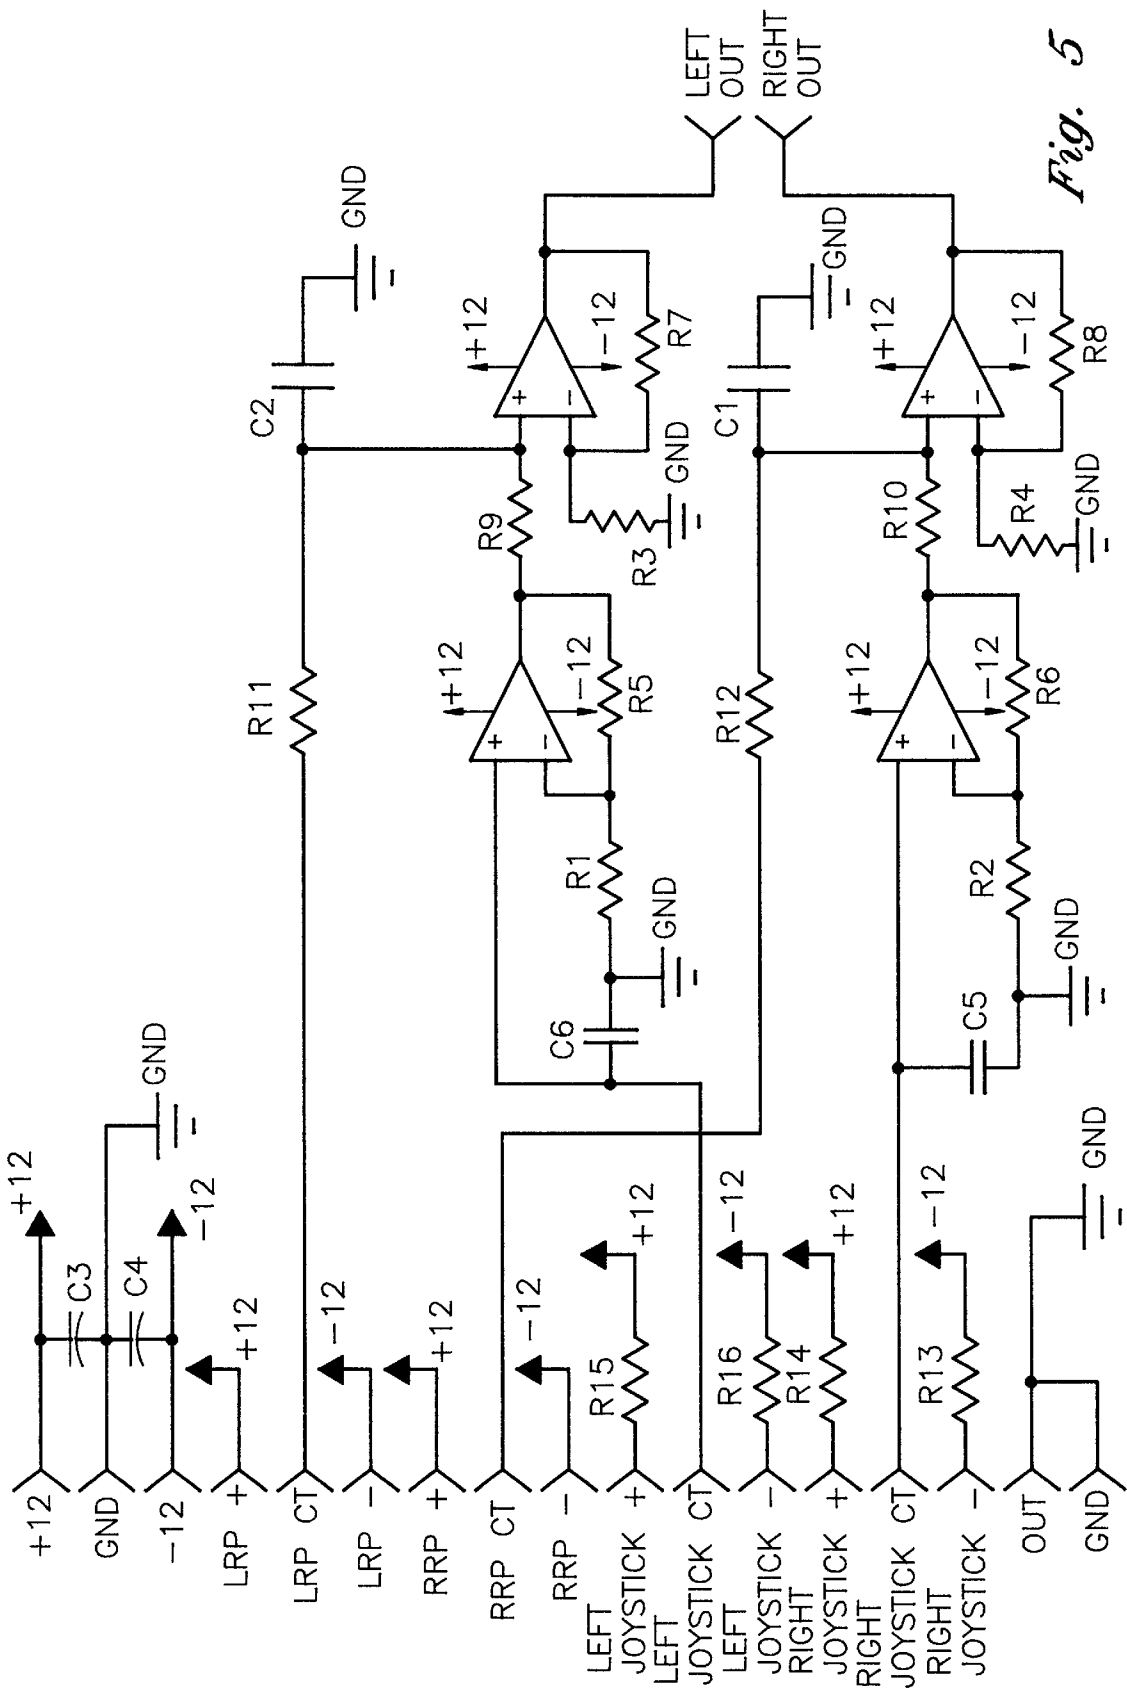 +12
GND
-12
LRP +
LRP CT
LRP -
RRP +
RRP CT
RRP -
LEFT
JOYSTICK +
LEFT
JOYSTICK CT
LEFT
JOYSTICK -
RIGHT
JOYSTICK +
RIGHT
JOYSTICK CT
RIGHT
JOYSTICK -
OUT
GND
C3
C4
+12
GND
-12
+12
-12
+12
-12
R15
+12
R16
-12
R14
+12
R13
-12
GND
R11
C2
GND
C6
GND
R1
+
-
+12
-12
R5
R9
R3
GND
+
-
+12
-12
R7
LEFT
OUT
R12
C1
GND
C5
GND
R2
+
-
+12
-12
R6
R10
R4
GND
+
-
+12
-12
R8
RIGHT
OUT
Fig. 5